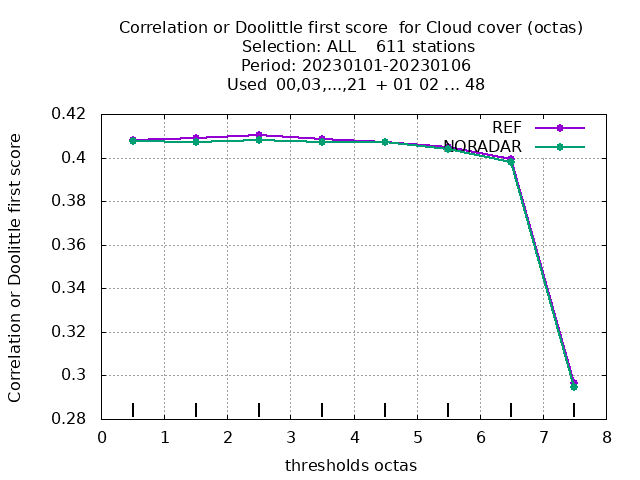 Correlation or Doolittle first score  for Cloud cover (octas)
Selection: ALL    611 stations
Period: 20230101-20230106
Used  00,03,...,21  + 01 02 ... 48
Correlation or Doolittle first score
0.42
0.4
0.38
0.36
0.34
0.32
0.3
0.28
REF
NORADAR
0 1 2 3 4 5 6 7 8
thresholds octas